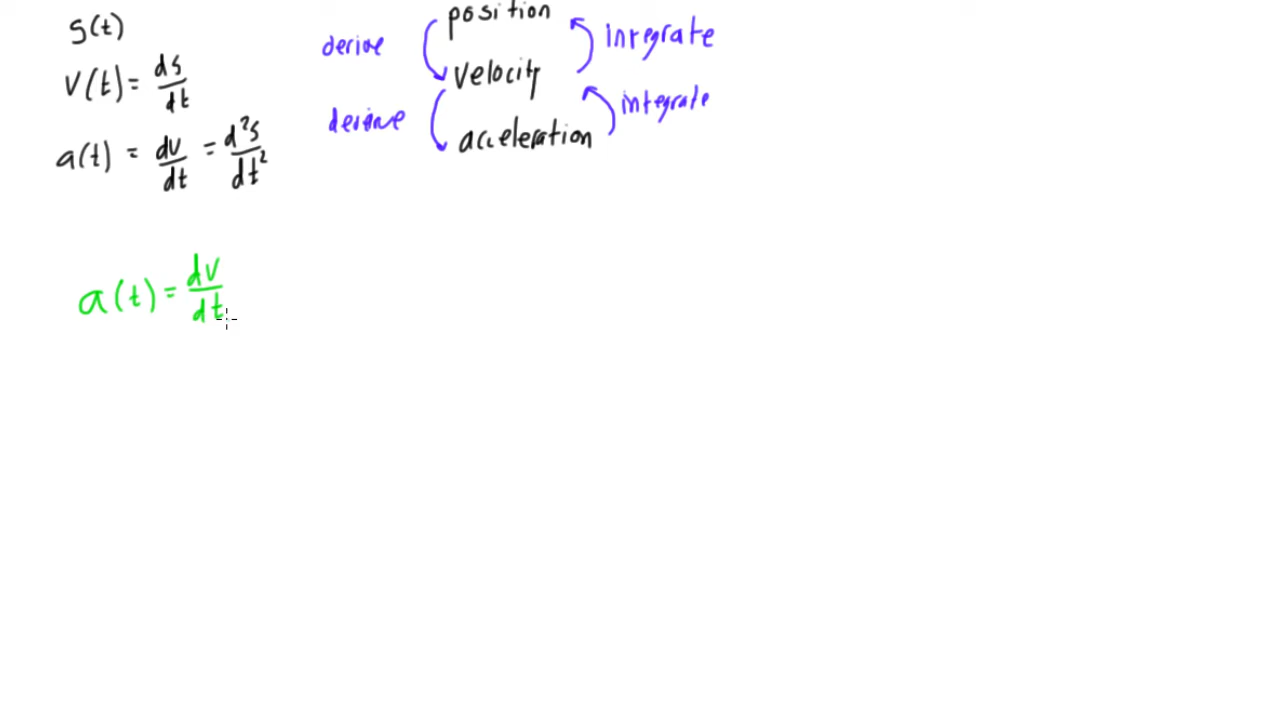 s(t)
v(t) = ds/dt
a(t) = dv/dt = d²s/dt²
position
derive integrate
velocity
derive integrate
acceleration
a(t) = dv/dt